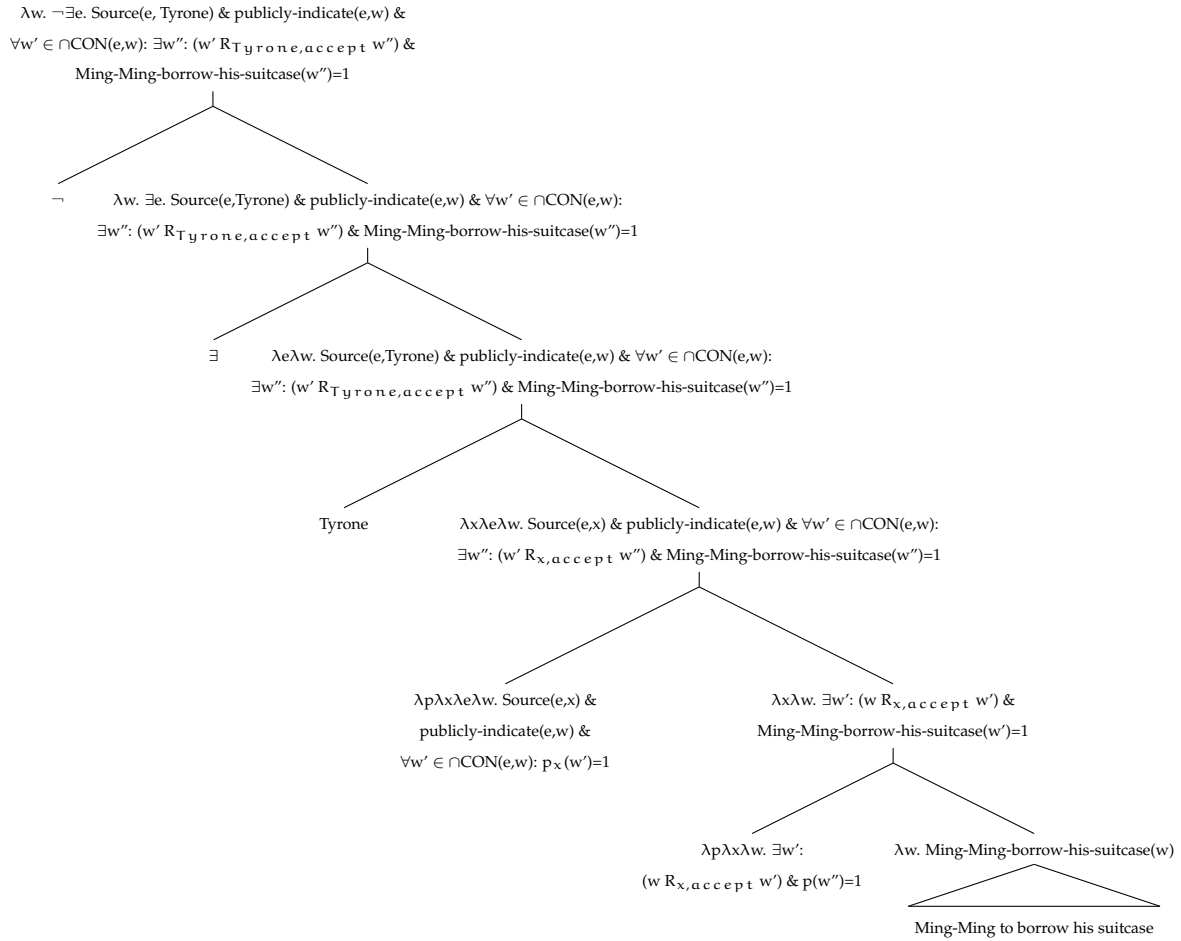 λw. ¬∃e. Source(e, Tyrone) & publicly-indicate(e,w) &
∀w' ∈ ∩CON(e,w): ∃w″: (w' R_Tyrone,accept w″) &
Ming-Ming-borrow-his-suitcase(w″)=1
¬
λw. ∃e. Source(e,Tyrone) & publicly-indicate(e,w) & ∀w' ∈ ∩CON(e,w):
∃w″: (w' R_Tyrone,accept w″) & Ming-Ming-borrow-his-suitcase(w″)=1
∃
λeλw. Source(e,Tyrone) & publicly-indicate(e,w) & ∀w' ∈ ∩CON(e,w):
∃w″: (w' R_Tyrone,accept w″) & Ming-Ming-borrow-his-suitcase(w″)=1
Tyrone
λxλeλw. Source(e,x) & publicly-indicate(e,w) & ∀w' ∈ ∩CON(e,w):
∃w″: (w' R_x,accept w″) & Ming-Ming-borrow-his-suitcase(w″)=1
λpλxλeλw. Source(e,x) &
publicly-indicate(e,w) &
∀w' ∈ ∩CON(e,w): p_x(w')=1
λxλw. ∃w': (w R_x,accept w') &
Ming-Ming-borrow-his-suitcase(w')=1
λpλxλw. ∃w':
(w R_x,accept w') & p(w″)=1
λw. Ming-Ming-borrow-his-suitcase(w)
Ming-Ming to borrow his suitcase